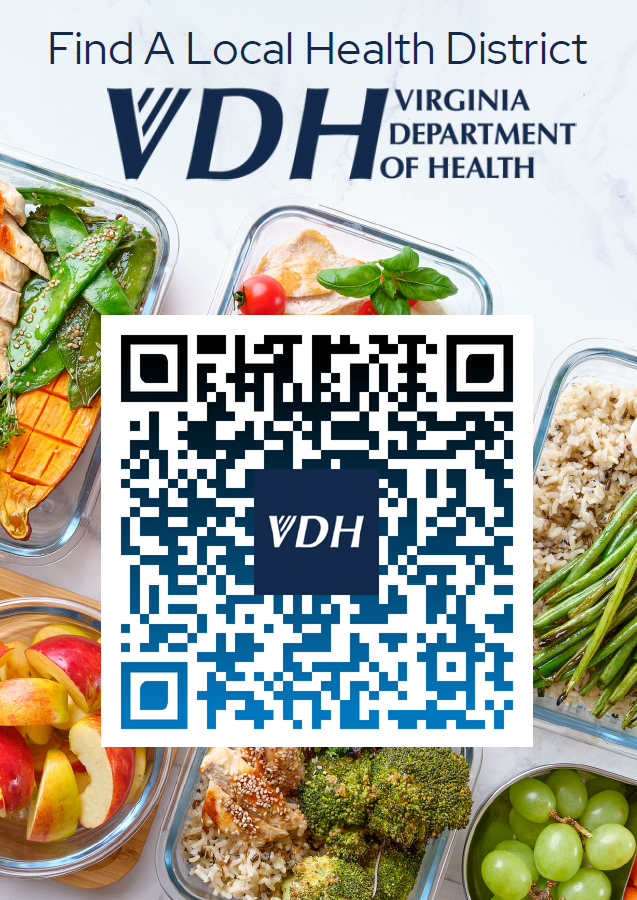 Find A Local Health District
VDH
VIRGINIA
DEPARTMENT
OF HEALTH
VDH